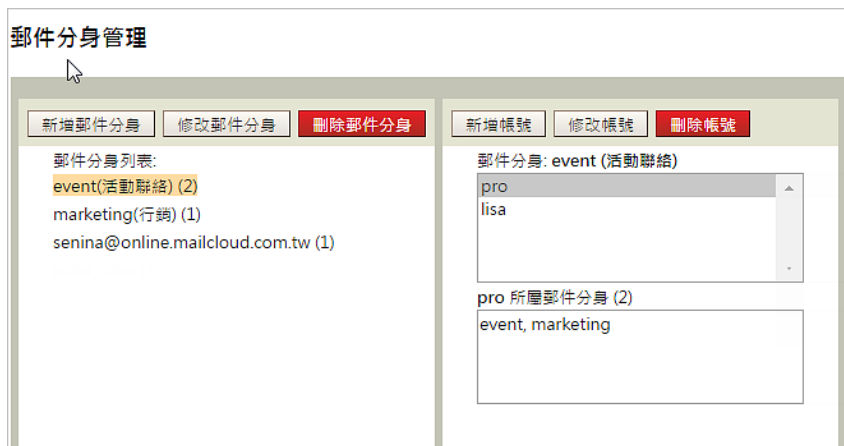 郵件分身管理
新增郵件分身 修改郵件分身 刪除郵件分身
郵件分身列表:
event(活動聯絡) (2)
marketing(行銷) (1)
senina@online.mailcloud.com.tw (1)
新增帳號 修改帳號 刪除帳號
郵件分身: event (活動聯絡)
pro
lisa
pro 所屬郵件分身 (2)
event, marketing